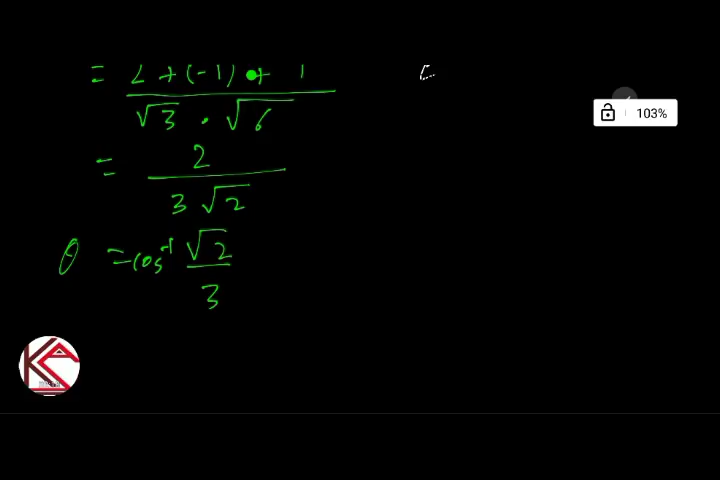 = 2 + (-1) + 1
√3 . √6
= 2
3 √2
θ = cos⁻¹ √2
3
103%